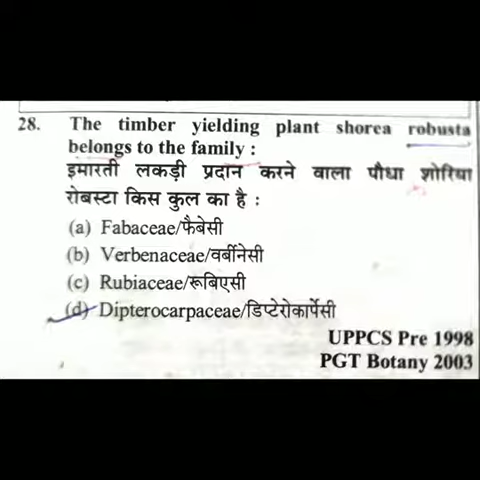 28. The timber yielding plant shorea robusta
belongs to the family :
इमारती लकड़ी प्रदान करने वाला पौधा शोरिया
रोबस्टा किस कुल का है :
(a) Fabaceae/फैबेसी
(b) Verbenaceae/वर्बीनेसी
(c) Rubiaceae/रूबिएसी
(d) Dipterocarpaceae/डिप्टेरोकार्पेसी
UPPCS Pre 1998
PGT Botany 2003